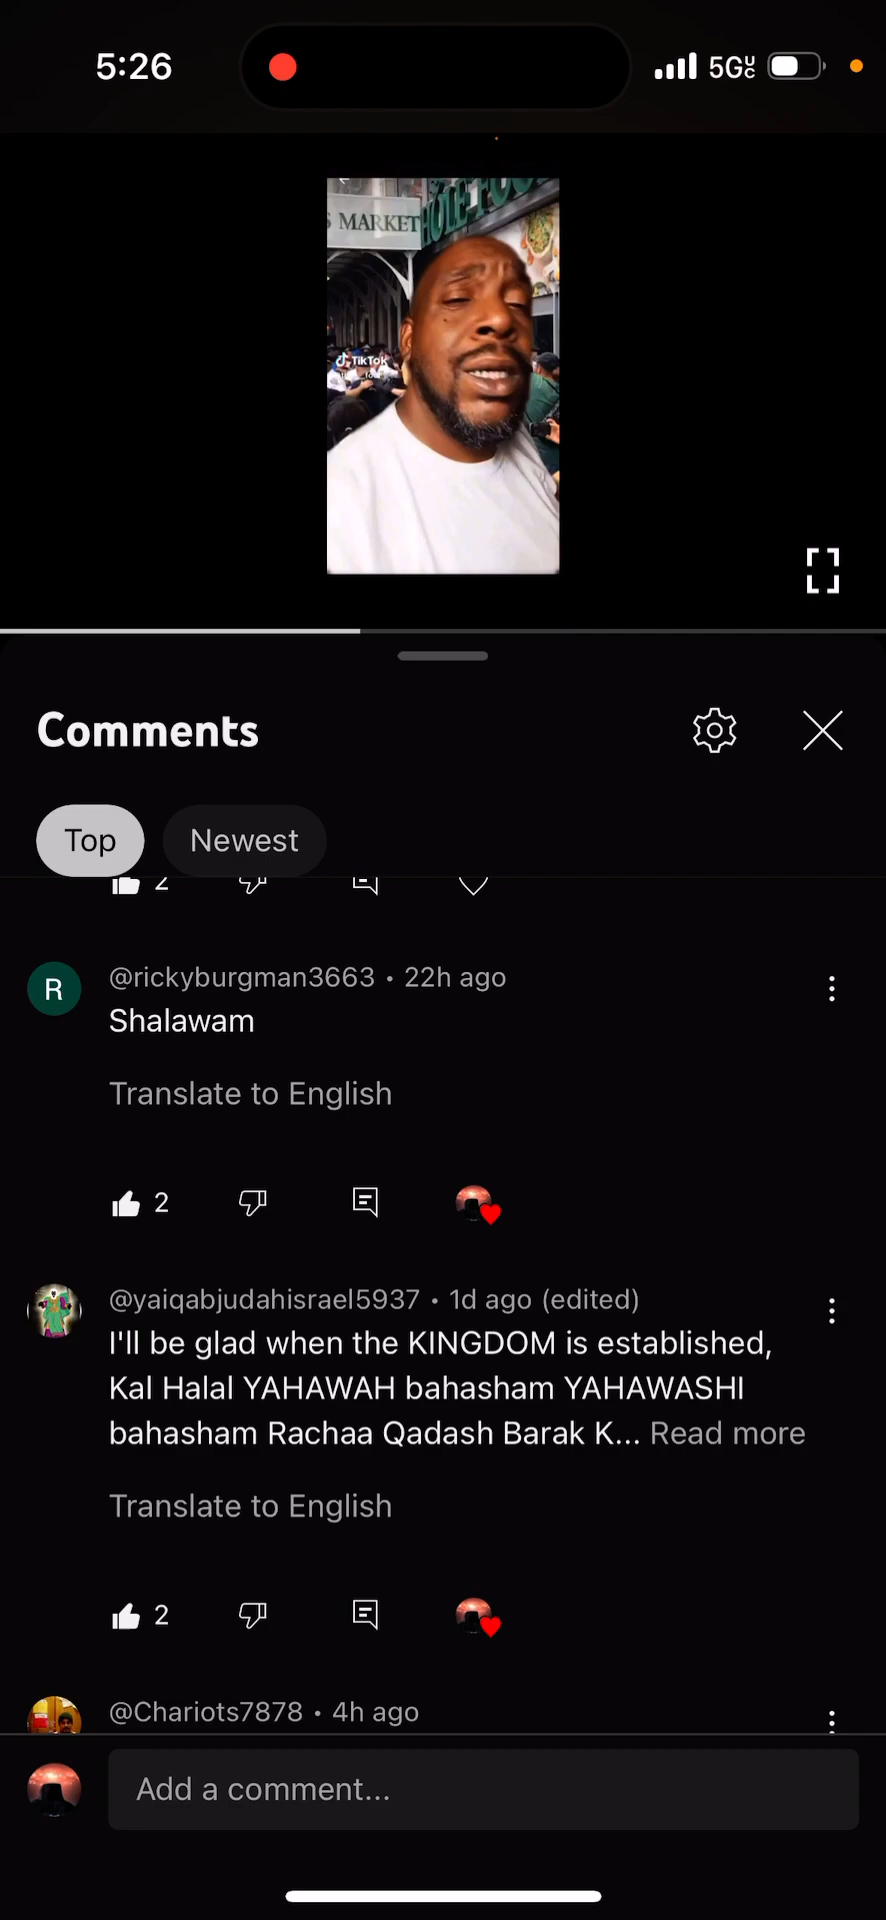 5:26
5G
MARKET
TikTok
Comments
Top
Newest
2
@rickyburgman3663 • 22h ago
R
Shalawam
Translate to English
2
@yaiqabjudahisrael5937 • 1d ago (edited)
I'll be glad when the KINGDOM is established,
Kal Halal YAHAWAH bahasham YAHAWASHI
bahasham Rachaa Qadash Barak K... Read more
Translate to English
2
@Chariots7878 • 4h ago
Add a comment...